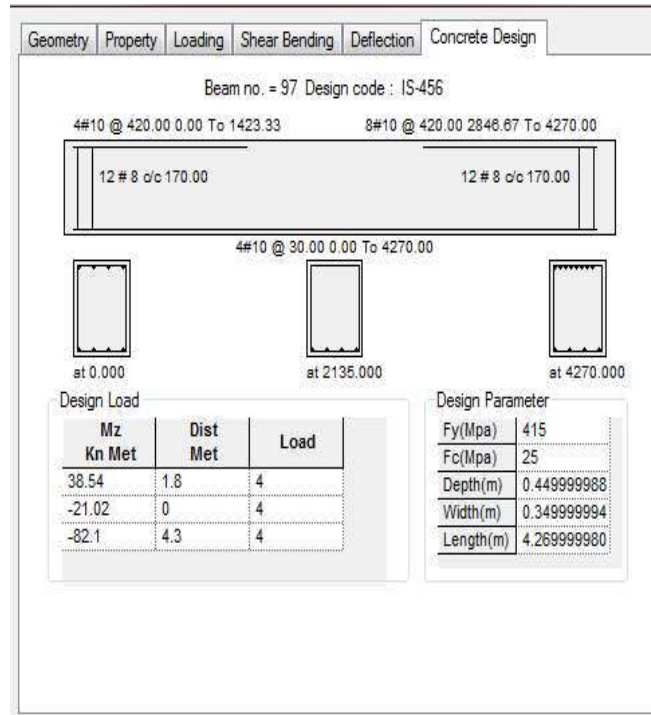 Geometry Property Loading Shear Bending Deflection Concrete Design
Beam no. = 97 Design code : IS-456
4#10 @ 420.00 0.00 To 1423.33 8#10 @ 420.00 2846.67 To 4270.00
12 # 8 c/c 170.00 12 # 8 c/c 170.00
4#10 @ 30.00 0.00 To 4270.00
at 0.000 at 2135.000 at 4270.000
Design Load Design Parameter
Mz Kn Met Dist Met Load
38.54 1.8 4
-21.02 0 4
-82.1 4.3 4
Fy(Mpa) 415
Fc(Mpa) 25
Depth(m) 0.449999988
Width(m) 0.349999994
Length(m) 4.269999980